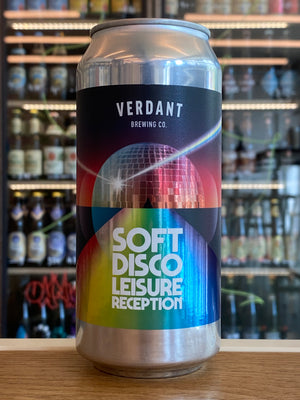 VERDANT
BREWING CO.
SOFT
DISCO
LEISURE
RECEPTION